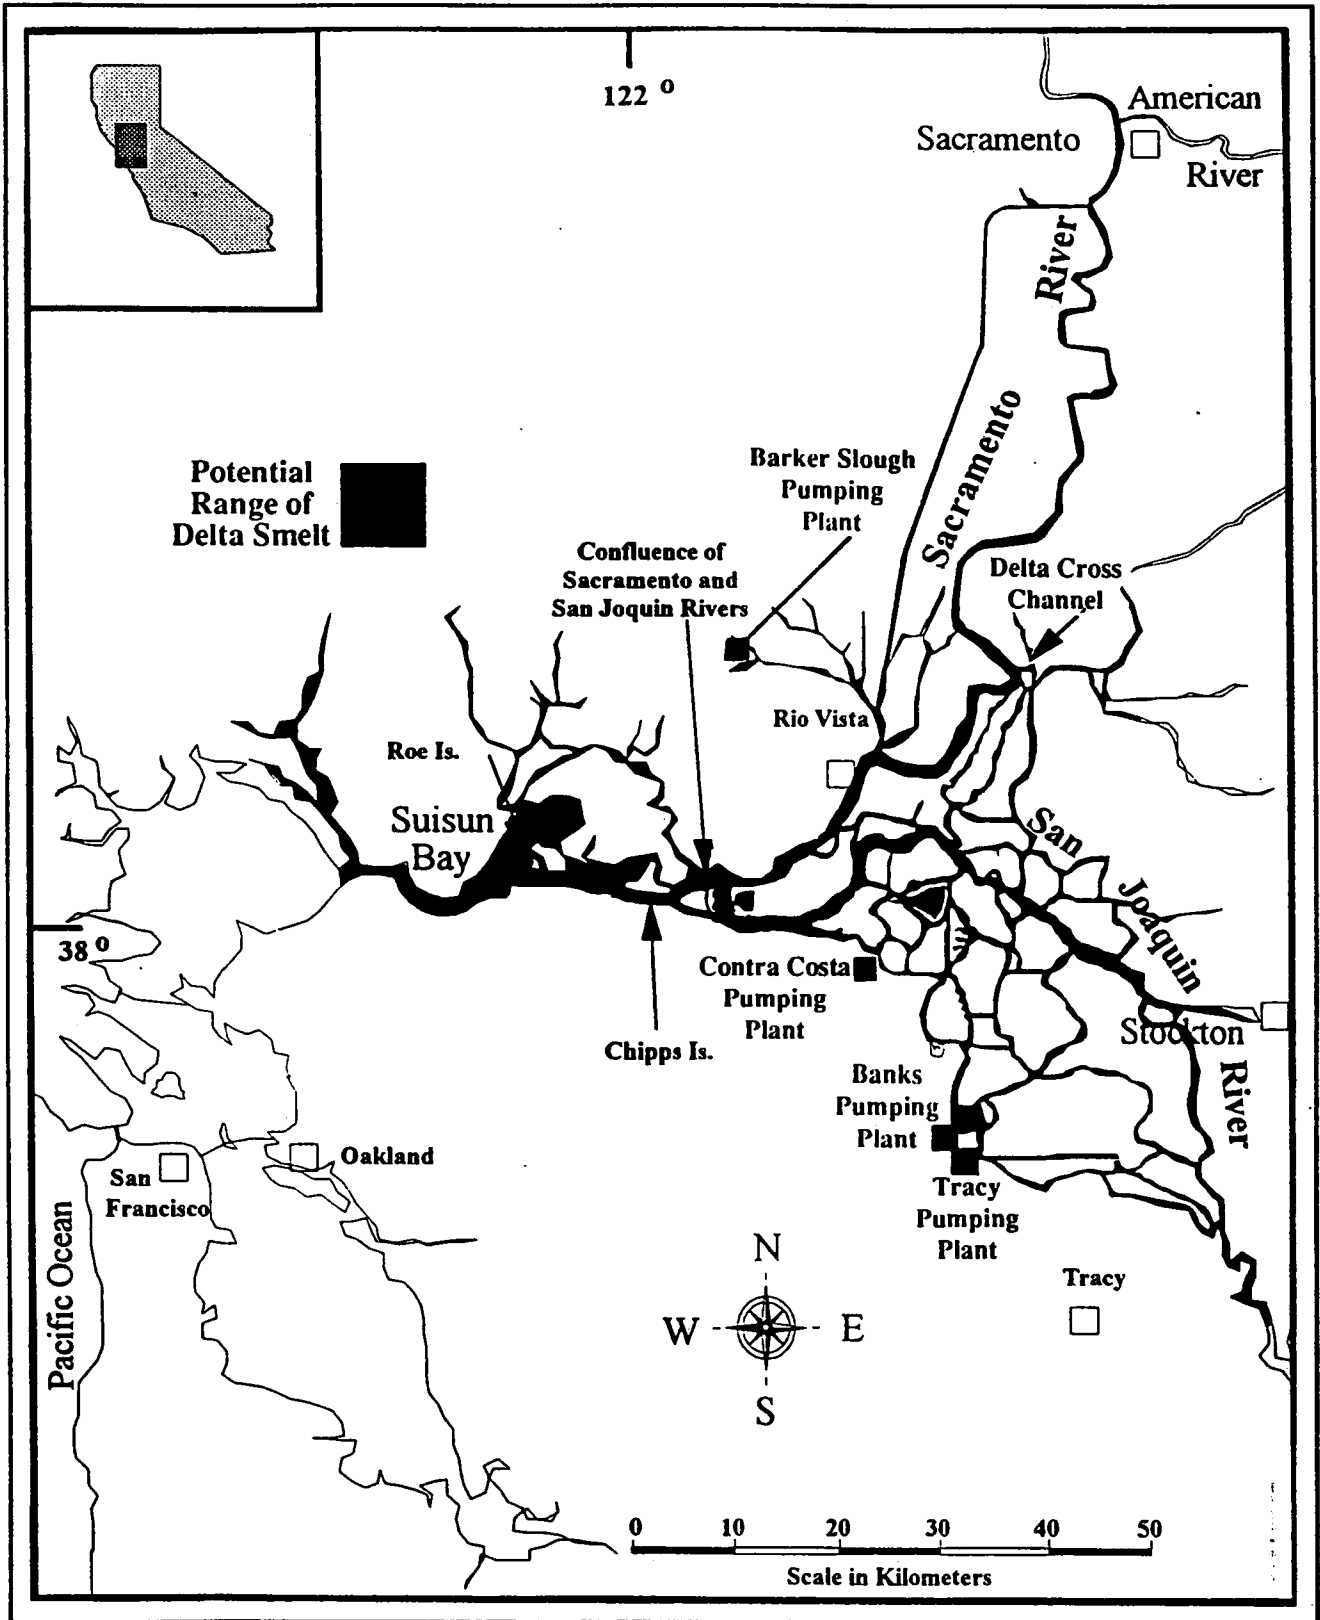 122 °
American
River
Sacramento
River
Sacramento
Potential
Range of
Delta Smelt
Barker Slough
Pumping
Plant
Confluence of
Sacramento and
San Joquin Rivers
Delta Cross
Channel
Rio Vista
Roe Is.
Suisun
Bay
San
Joaquin
River
38 °
Contra Costa
Pumping
Plant
Chipps Is.
Stockton
Banks
Pumping
Plant
Tracy
Pumping
Plant
Oakland
San
Francisco
Pacific Ocean
Tracy
N
W
E
S
0 10 20 30 40 50
Scale in Kilometers